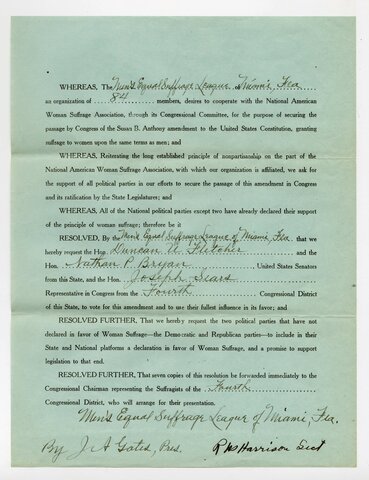 WHEREAS, The Men's Equal Suffrage League, Miami, Fla
an organization of 84 members, desires to cooperate with the National American
Woman Suffrage Association, through its Congressional Committee, for the purpose of securing the
passage by Congress of the Susan B. Anthony amendment to the United States Constitution, granting
suffrage to women upon the same terms as men; and
WHEREAS, Reiterating the long established principle of nonpartisanship on the part of the
National American Woman Suffrage Association, with which our organization is affiliated, we ask for
the support of all political parties in our efforts to secure the passage of this amendment in Congress
and its ratification by the State Legislatures; and
WHEREAS, All of the National political parties except two have already declared their support
of the principle of woman suffrage; therefore be it
RESOLVED, By Men's Equal Suffrage League of Miami, Fla that we
hereby request the Hon. Duncan U. Fletcher and the
Hon. Nathan P. Bryan, United States Senators
from this State, and the Hon. Joseph Sears
Representative in Congress from the Fourth Congressional District
of this State, to vote for this amendment and to use their fullest influence in its favor; and
RESOLVED FURTHER, That we hereby request the two political parties that have not
declared in favor of Woman Suffrage—the Democratic and Republican parties—to include in their
State and National platforms a declaration in favor of Woman Suffrage, and a promise to support
legislation to that end.
RESOLVED FURTHER, That seven copies of this resolution be forwarded immediately to the
Congressional Chairman representing the Suffragists of the Fourth
Congressional District, who will arrange for their presentation.
Men's Equal Suffrage League of Miami, Fla.
By J. A Gates, Pres. R W Harrison Sect